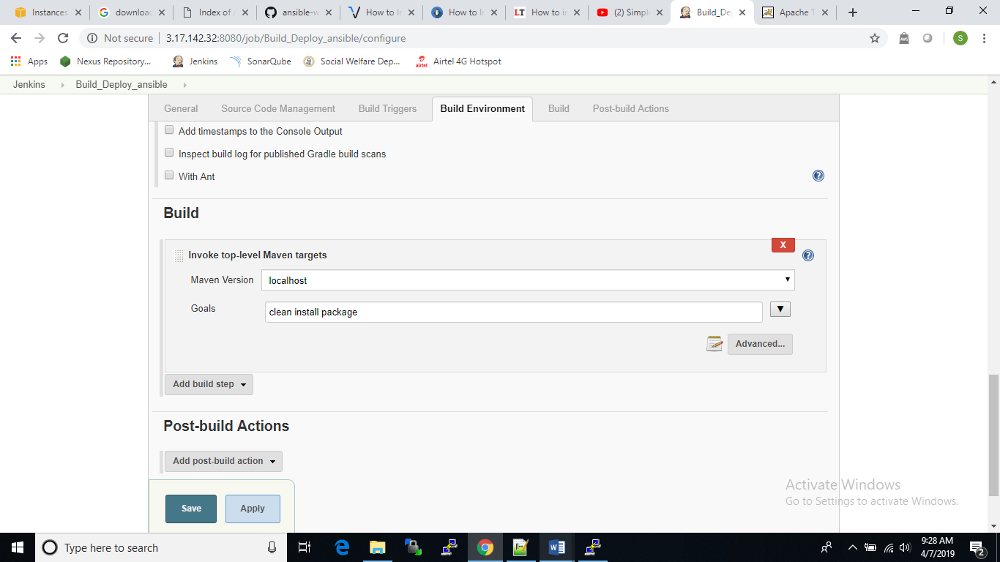 Instances
downloa
Index of
ansible-w
How to I
How to I
LT How to i
(2) Simpl
Build_De
Apache T
Not secure 3.17.142.32:8080/job/Build_Deploy_ansible/configure
AVG
S
Apps
Nexus Repository...
Jenkins
SonarQube
Social Welfare Dep...
airtel Airtel 4G Hotspot
Jenkins
Build_Deploy_ansible
General
Source Code Management
Build Triggers
Build Environment
Build
Post-build Actions
Add timestamps to the Console Output
Inspect build log for published Gradle build scans
With Ant
?
Build
X
Invoke top-level Maven targets
?
Maven Version localhost
Goals clean install package
Advanced...
Add build step
Post-build Actions
Add post-build action
Save
Apply
Activate Windows
Go to Settings to activate Windows.
Type here to search
9:28 AM
4/7/2019
2